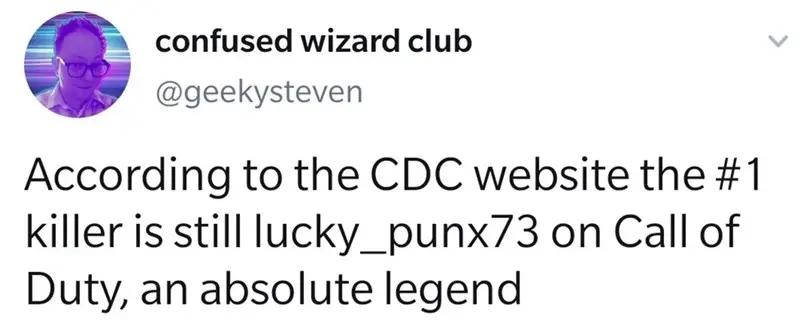 confused wizard club
@geekysteven
According to the CDC website the #1
killer is still lucky_punx73 on Call of
Duty, an absolute legend